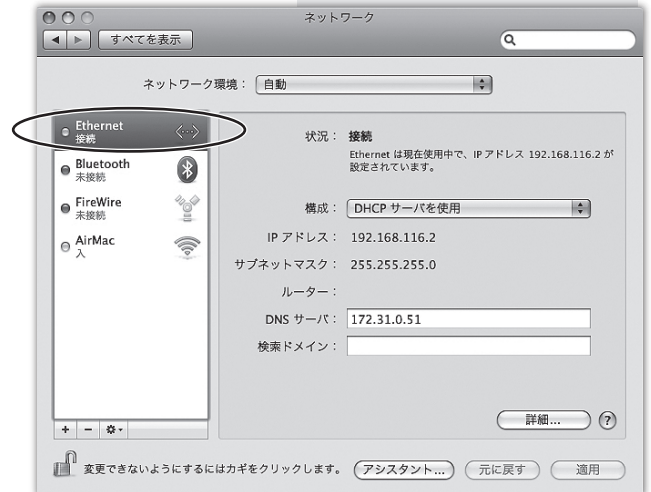 ネットワーク
すべてを表示
ネットワーク環境： 自動
Ethernet
接続
Bluetooth
未接続
FireWire
未接続
AirMac
入
状況： 接続
Ethernet は現在使用中で、IP アドレス 192.168.116.2 が
設定されています。
構成： DHCP サーバを使用
IP アドレス： 192.168.116.2
サブネットマスク： 255.255.255.0
ルーター：
DNS サーバ： 172.31.0.51
検索ドメイン：
詳細... ?
変更できないようにするにはカギをクリックします。 アシスタント... 元に戻す 適用